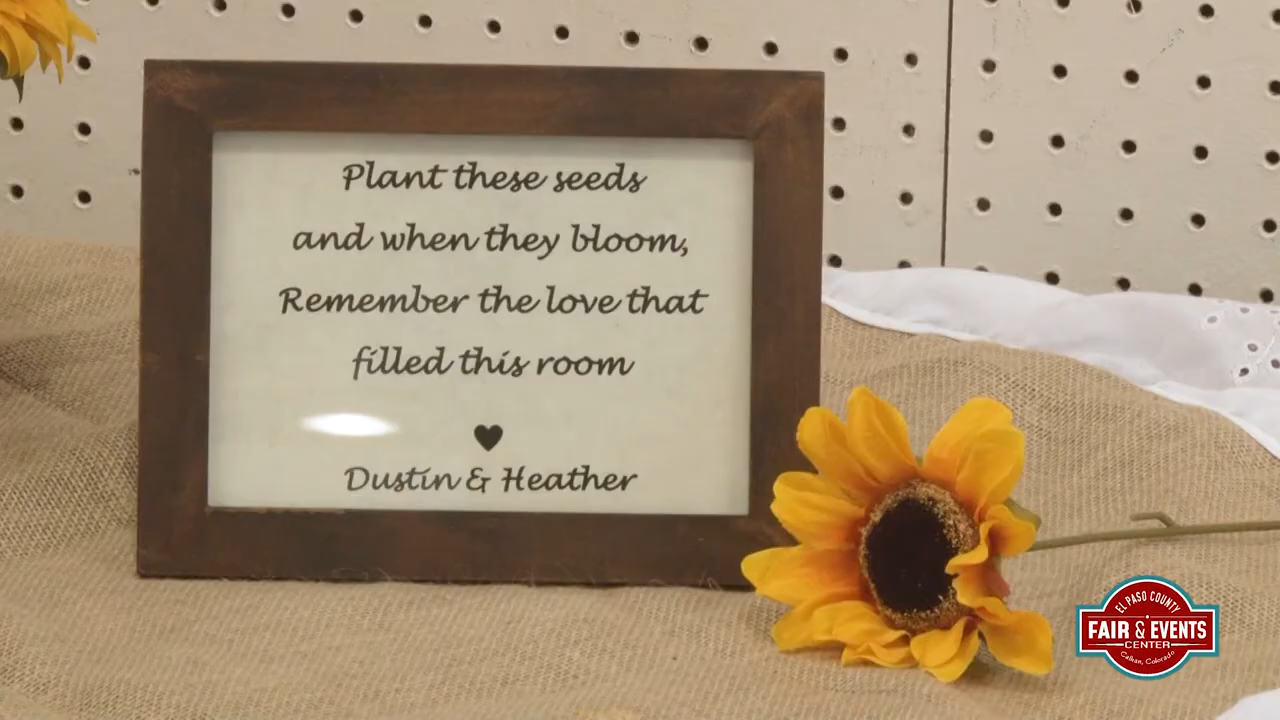 Plant these seeds
and when they bloom,
Remember the love that
filled this room
Dustin & Heather
EL PASO COUNTY
FAIR & EVENTS
CENTER
Calhan, Colorado